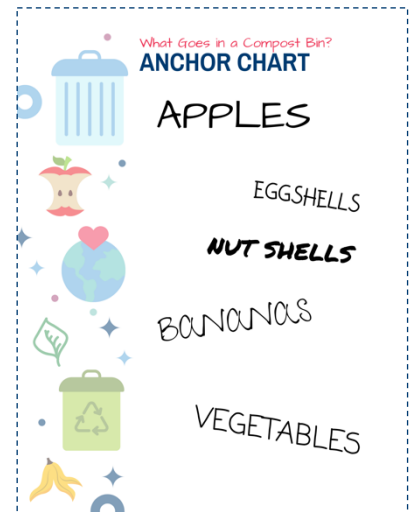 What Goes in a Compost Bin?
ANCHOR CHART
APPLES
EGGSHELLS
NUT SHELLS
BANANAS
VEGETABLES